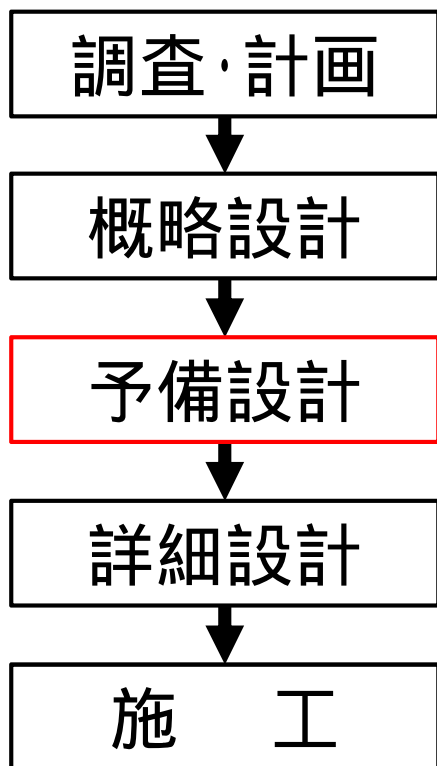 調査・計画
概略設計
予備設計
詳細設計
施　工